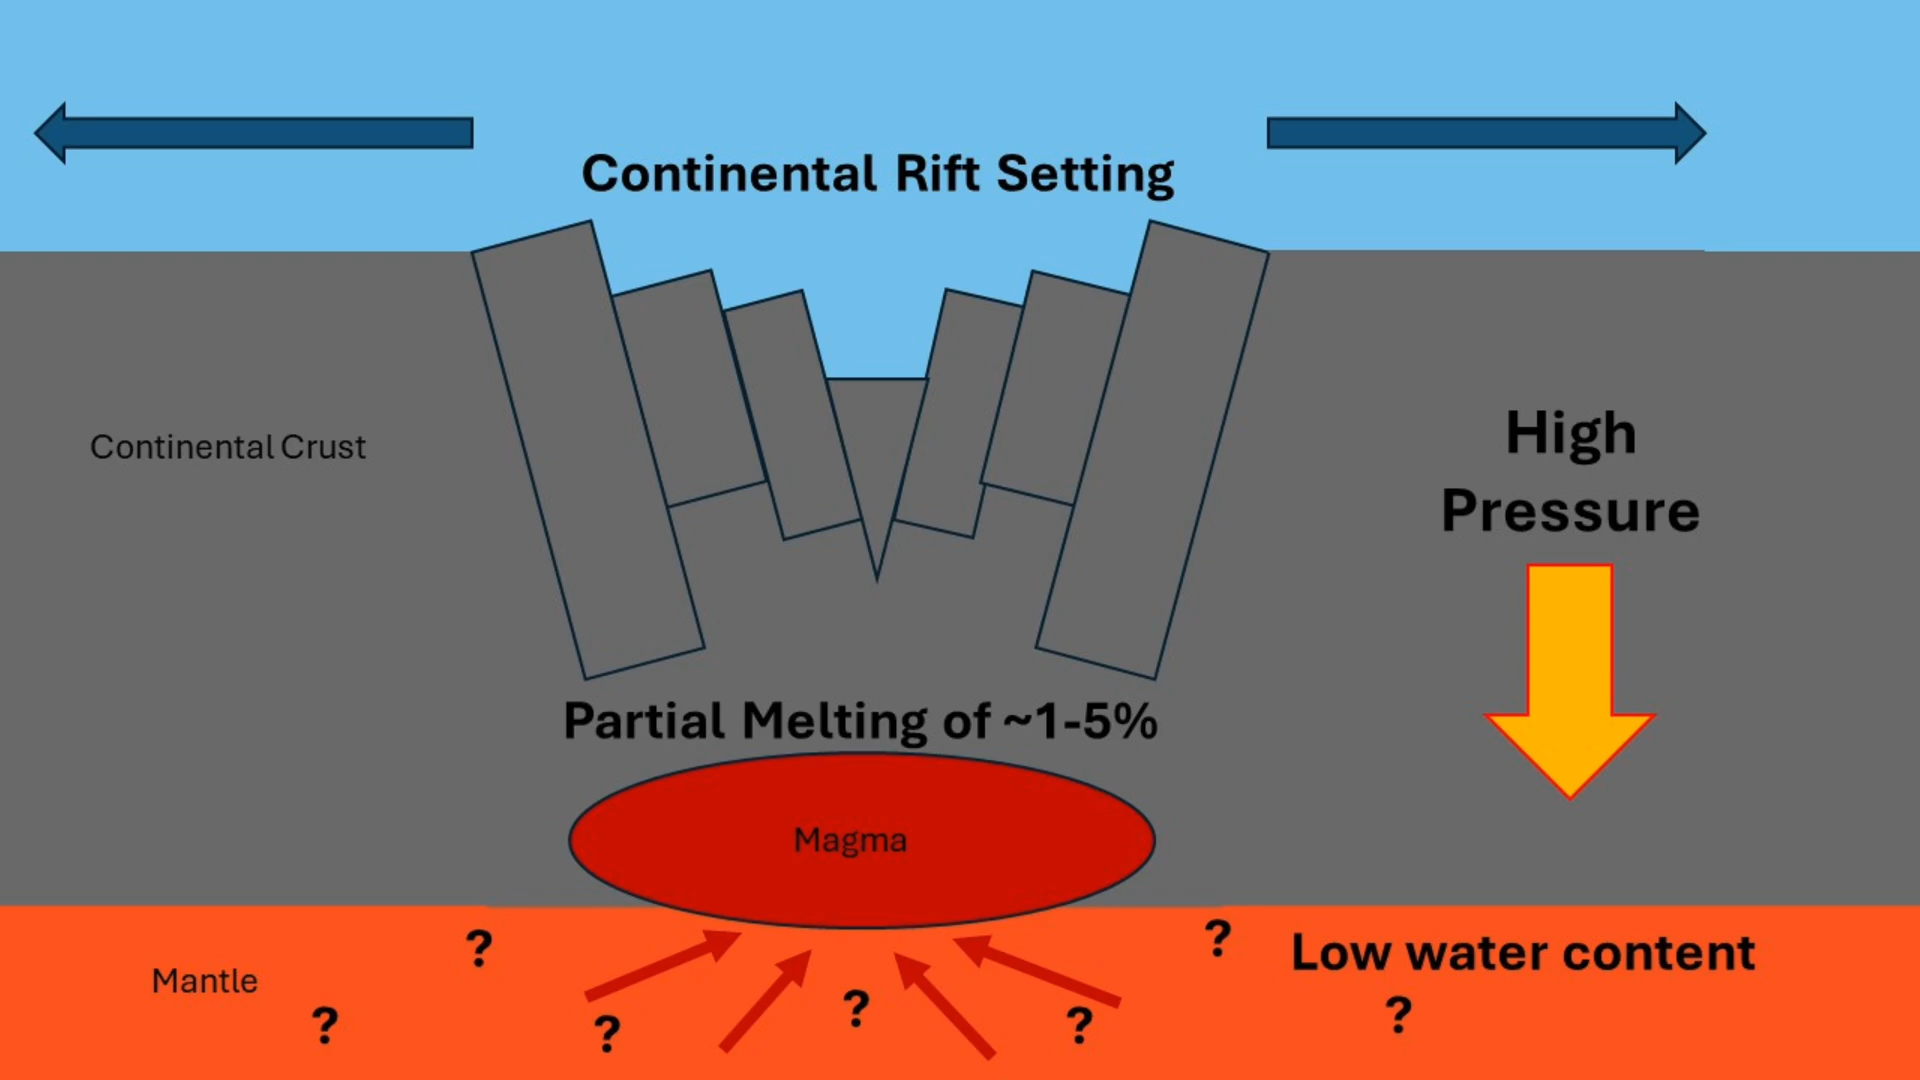 Continental Rift Setting
Continental Crust
High
Pressure
Partial Melting of ~1-5%
Magma
? ?
Low water content
Mantle
? ? ? ? ?